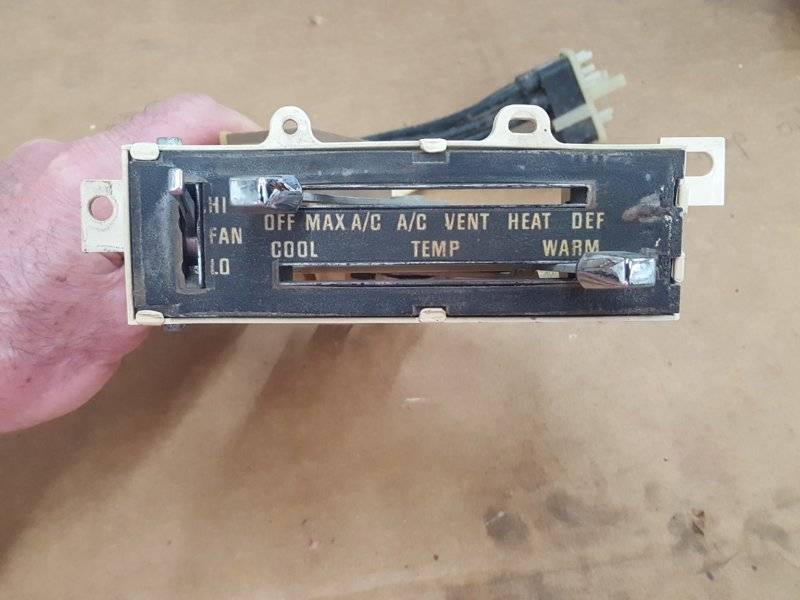 HI
FAN
LO
OFF MAX A/C A/C VENT HEAT DEF
COOL TEMP WARM